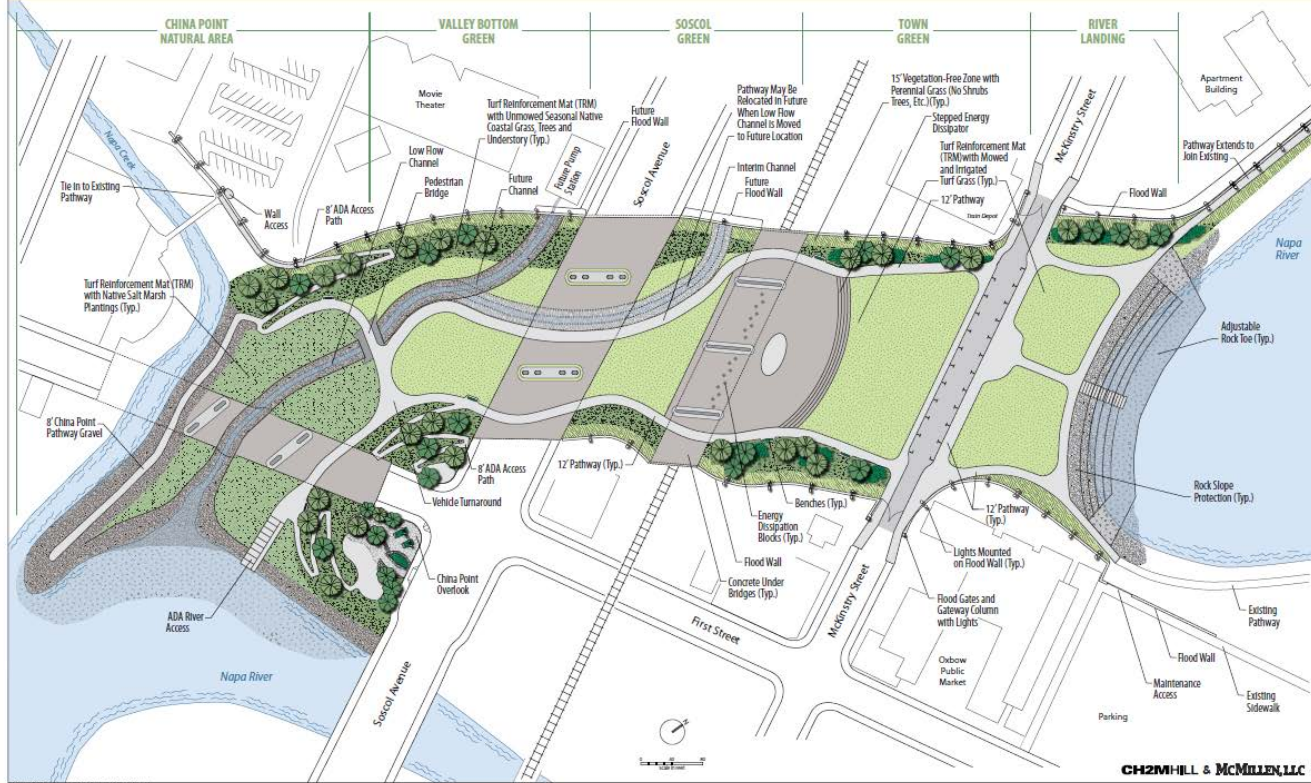 CHINA POINT
NATURAL AREA
VALLEY BOTTOM
GREEN
SOSCOL
GREEN
TOWN
GREEN
RIVER
LANDING
Movie
Theater
Turf Reinforcement Mat (TRM)
with Unmowed Seasonal Native
Coastal Grass, Trees and
Understory (Typ.)
Future
Flood Wall
Soscol Avenue
Pathway May Be
Relocated in Future
When Low Flow
Channel is Moved
to Future Location
15' Vegetation-Free Zone with
Perennial Grass (No Shrubs
Trees, Etc.) (Typ.)
Stepped Energy
Dissipator
McKinstry Street
Apartment
Building
Napa Creek
Low Flow
Channel
Future Pump
Station
Turf Reinforcement Mat
(TRM) with Mowed
and Irrigated
Turf Grass (Typ.)
Pathway Extends to
Join Existing
Tie In to Existing
Pathway
Pedestrian
Bridge
Future
Channel
Interim Channel
Future
Flood Wall
Flood Wall
Wall
Access
8' ADA Access
Path
12' Pathway
Train Depot
Napa
River
Turf Reinforcement Mat (TRM)
with Native Salt Marsh
Plantings (Typ.)
Adjustable
Rock Toe (Typ.)
8' China Point
Pathway Gravel
12' Pathway (Typ.)
8' ADA Access
Path
Vehicle Turnaround
Benches (Typ.)
Rock Slope
Protection (Typ.)
12' Pathway
(Typ.)
Energy
Dissipation
Blocks (Typ.)
Flood Wall
Lights Mounted
on Flood Wall (Typ.)
China Point
Overlook
Concrete Under
Bridges (Typ.)
McKinstry Street
Flood Gates and
Gateway Column
with Lights
ADA River
Access
First Street
Existing
Pathway
Flood Wall
Napa River
Soscol Avenue
Oxbow
Public
Market
Maintenance
Access
Existing
Sidewalk
Parking
N
CH2MHILL & McMILLEN, LLC